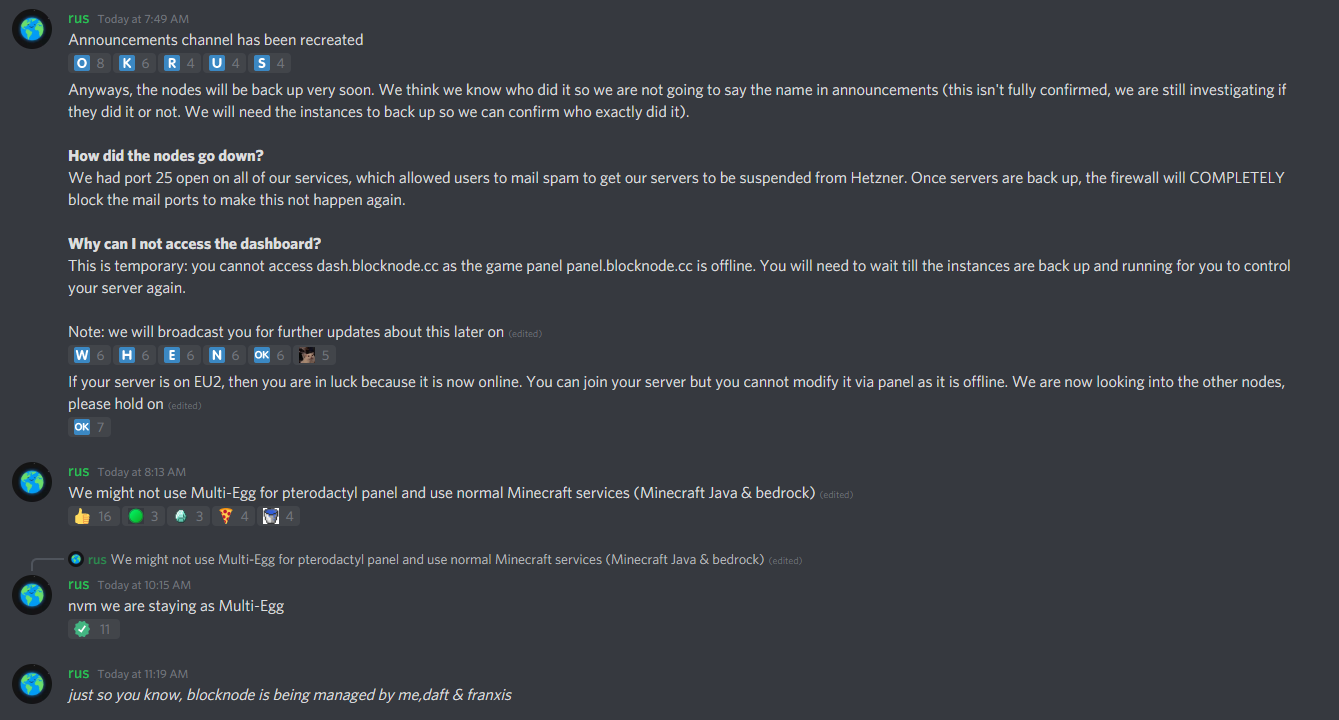 rus Today at 7:49 AM
Announcements channel has been recreated
O 8 K 6 R 4 U 4 S 4
Anyways, the nodes will be back up very soon. We think we know who did it so we are not going to say the name in announcements (this isn't fully confirmed, we are still investigating if
they did it or not. We will need the instances to back up so we can confirm who exactly did it).
How did the nodes go down?
We had port 25 open on all of our services, which allowed users to mail spam to get our servers to be suspended from Hetzner. Once servers are back up, the firewall will COMPLETELY
block the mail ports to make this not happen again.
Why can I not access the dashboard?
This is temporary: you cannot access dash.blocknode.cc as the game panel panel.blocknode.cc is offline. You will need to wait till the instances are back up and running for you to control
your server again.
Note: we will broadcast you for further updates about this later on (edited)
W 6 H 6 E 6 N 6 OK 6 5
If your server is on EU2, then you are in luck because it is now online. You can join your server but you cannot modify it via panel as it is offline. We are now looking into the other nodes,
please hold on (edited)
OK 7
rus Today at 8:13 AM
We might not use Multi-Egg for pterodactyl panel and use normal Minecraft services (Minecraft Java & bedrock) (edited)
16 3 3 4 4
rus We might not use Multi-Egg for pterodactyl panel and use normal Minecraft services (Minecraft Java & bedrock) (edited)
rus Today at 10:15 AM
nvm we are staying as Multi-Egg
11
rus Today at 11:19 AM
just so you know, blocknode is being managed by me,daft & franxis